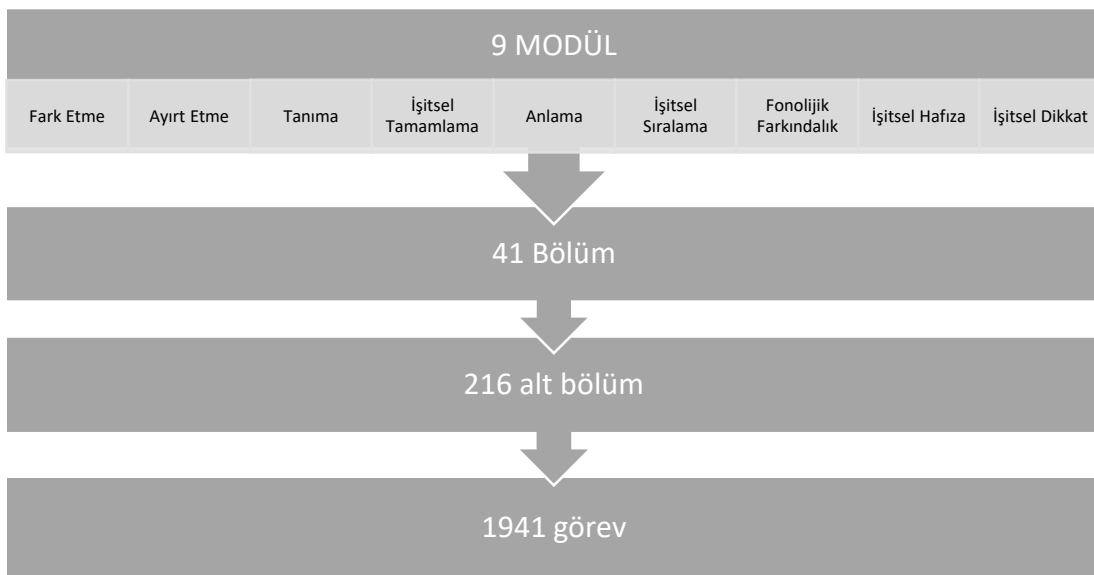 9 MODÜL
Fark Etme
Ayırt Etme
Tanıma
İşitsel
Tamamlama
Anlama
İşitsel
Sıralama
Fonolijik
Farkındalık
İşitsel Hafıza
İşitsel Dikkat
41 Bölüm
216 alt bölüm
1941 görev